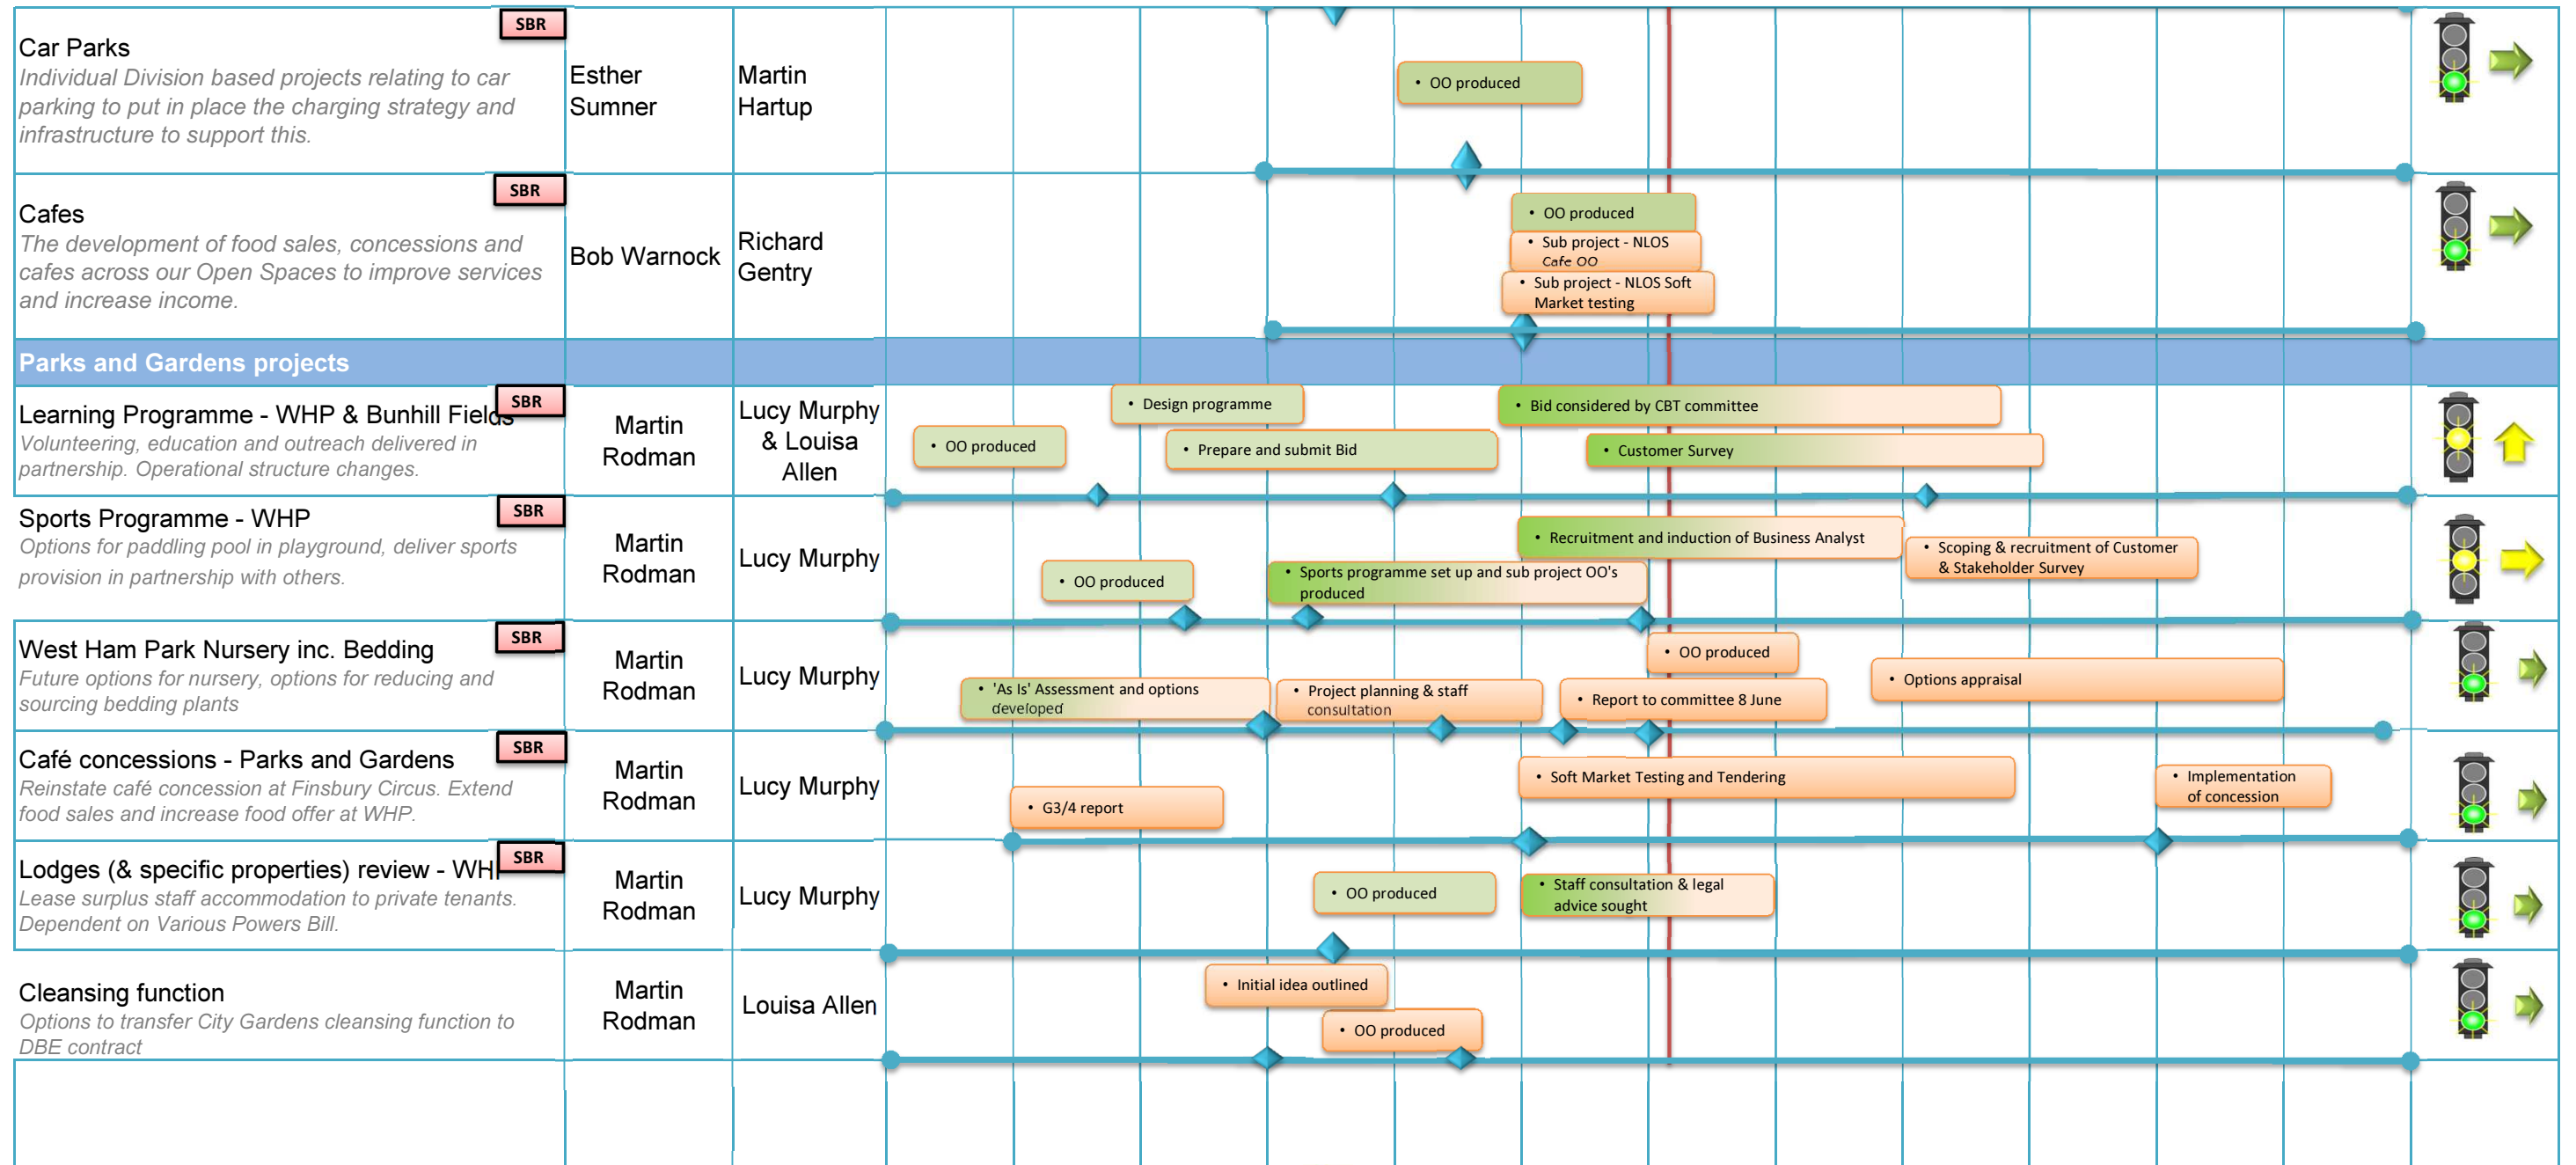 SBR
Car Parks
Individual Division based projects relating to car
parking to put in place the charging strategy and
infrastructure to support this.
Esther
Sumner
Martin
Hartup
• OO produced
SBR
Cafes
The development of food sales, concessions and
cafes across our Open Spaces to improve services
and increase income.
Bob Warnock
Richard
Gentry
• OO produced
• Sub project - NLOS
Cafe OO
• Sub project - NLOS Soft
Market testing
Parks and Gardens projects
SBR
Learning Programme - WHP & Bunhill Fields
Volunteering, education and outreach delivered in
partnership. Operational structure changes.
Martin
Rodman
Lucy Murphy
& Louisa
Allen
• OO produced
• Design programme
• Prepare and submit Bid
• Bid considered by CBT committee
• Customer Survey
SBR
Sports Programme - WHP
Options for paddling pool in playground, deliver sports
provision in partnership with others.
Martin
Rodman
Lucy Murphy
• OO produced
• Sports programme set up and sub project OO's
produced
• Recruitment and induction of Business Analyst
• Scoping & recruitment of Customer
& Stakeholder Survey
SBR
West Ham Park Nursery inc. Bedding
Future options for nursery, options for reducing and
sourcing bedding plants
Martin
Rodman
Lucy Murphy
• 'As Is' Assessment and options
developed
• Project planning & staff
consultation
• OO produced
• Report to committee 8 June
• Options appraisal
SBR
Café concessions - Parks and Gardens
Reinstate café concession at Finsbury Circus. Extend
food sales and increase food offer at WHP.
Martin
Rodman
Lucy Murphy
• G3/4 report
• Soft Market Testing and Tendering
• Implementation
of concession
SBR
Lodges (& specific properties) review - WHP
Lease surplus staff accommodation to private tenants.
Dependent on Various Powers Bill.
Martin
Rodman
Lucy Murphy
• OO produced
• Staff consultation & legal
advice sought
Cleansing function
Options to transfer City Gardens cleansing function to
DBE contract
Martin
Rodman
Louisa Allen
• Initial idea outlined
• OO produced